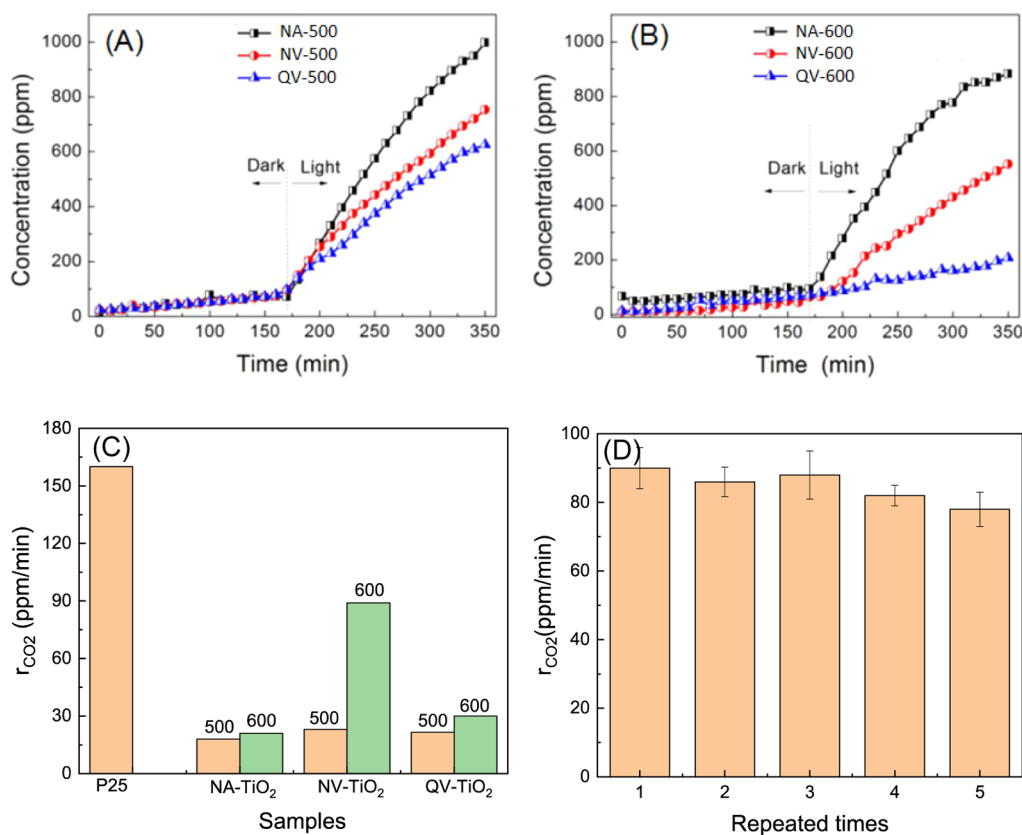 (A)
NA-500
NV-500
QV-500
Concentration (ppm)
1000
800
600
400
200
0
Dark Light
0 50 100 150 200 250 300 350
Time (min)
(B)
NA-600
NV-600
QV-600
Concentration (ppm)
1000
800
600
400
200
0
Dark Light
0 50 100 150 200 250 300 350
Time (min)
(C)
r_CO2 (ppm/min)
180
150
120
90
60
30
0
500 600
500 600
500 600
P25 NA-TiO2 NV-TiO2 QV-TiO2
Samples
(D)
r_CO2(ppm/min)
100
80
60
40
20
0
1 2 3 4 5
Repeated times